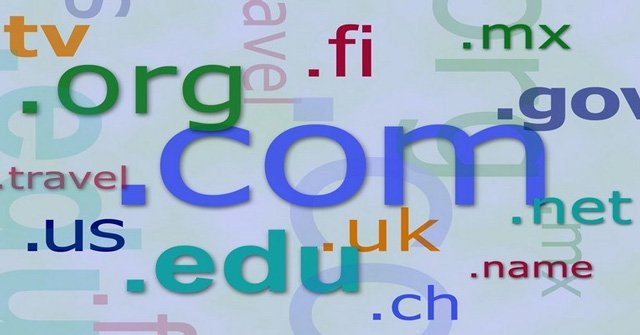 tv
.fi
.mx
.org
.gov
.com
.travel
.net
.us
.uk
.edu
.name
.ch